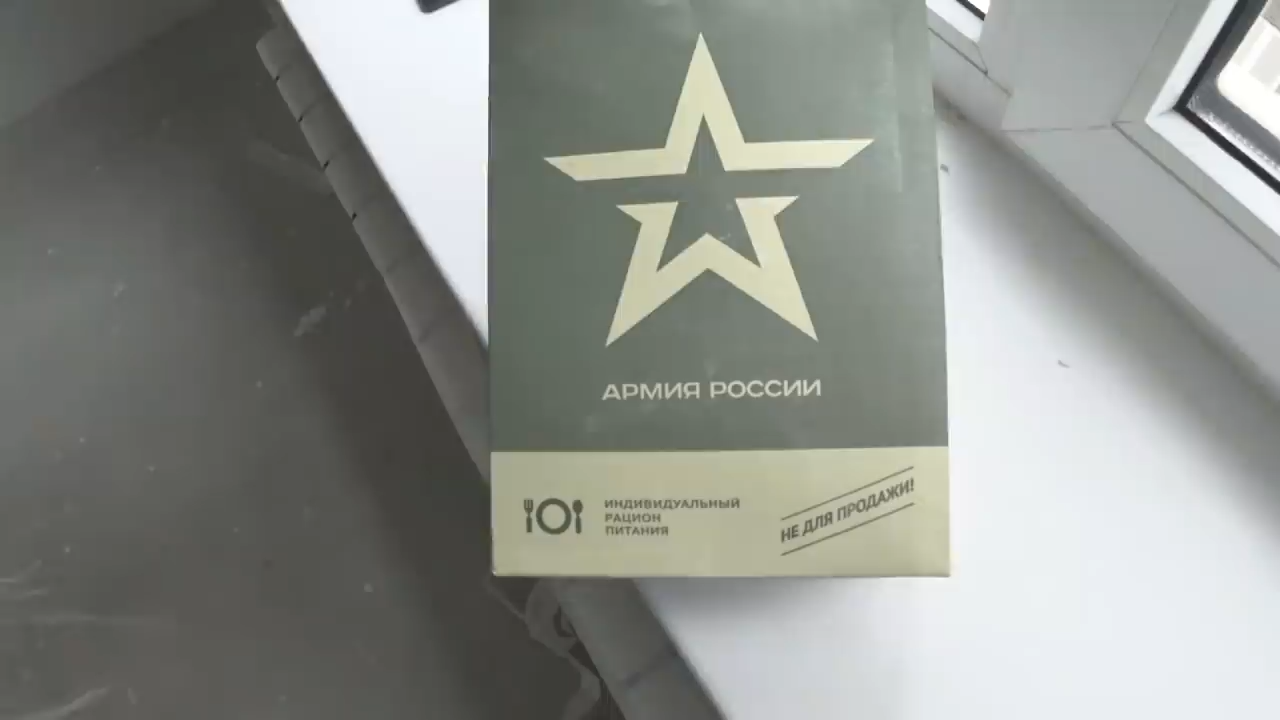 АРМИЯ РОССИИ
ИНДИВИДУАЛЬНЫЙ
РАЦИОН
ПИТАНИЯ
НЕ ДЛЯ ПРОДАЖИ!